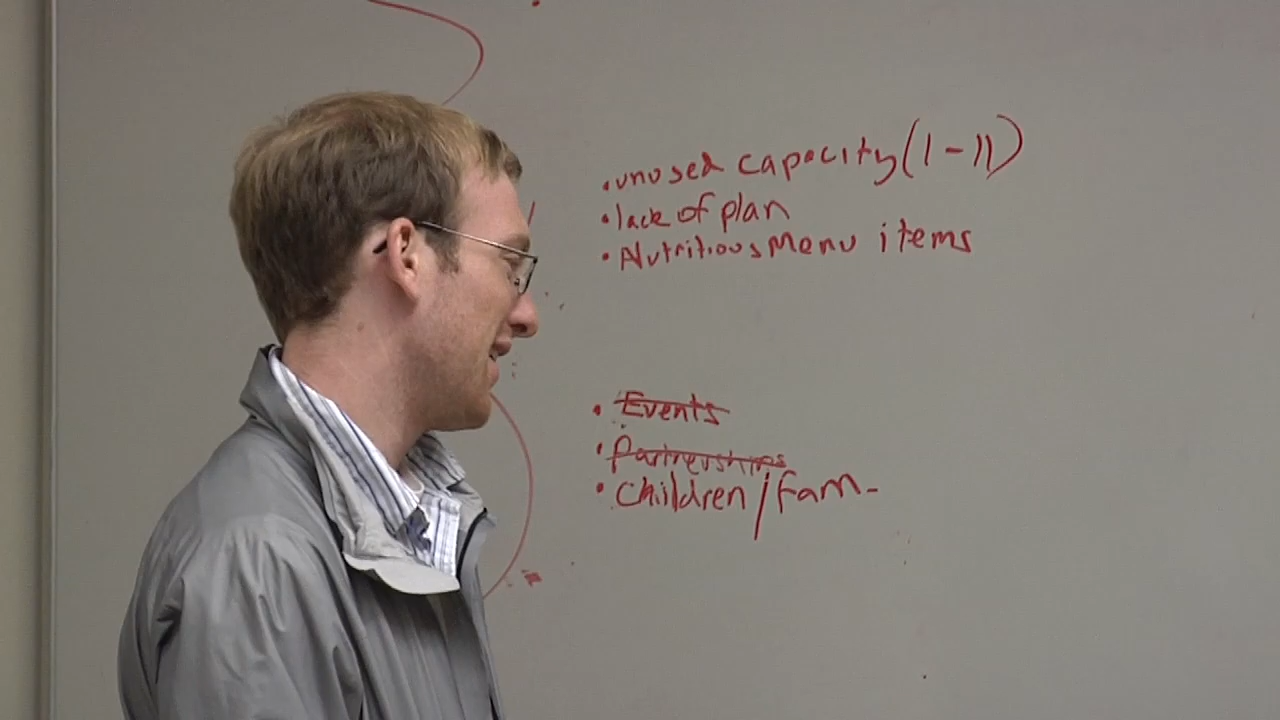 • unused capacity (1-11)
• lack of plan
• Nutritious Menu items
• Events
• Partnerships
• Children/fam-